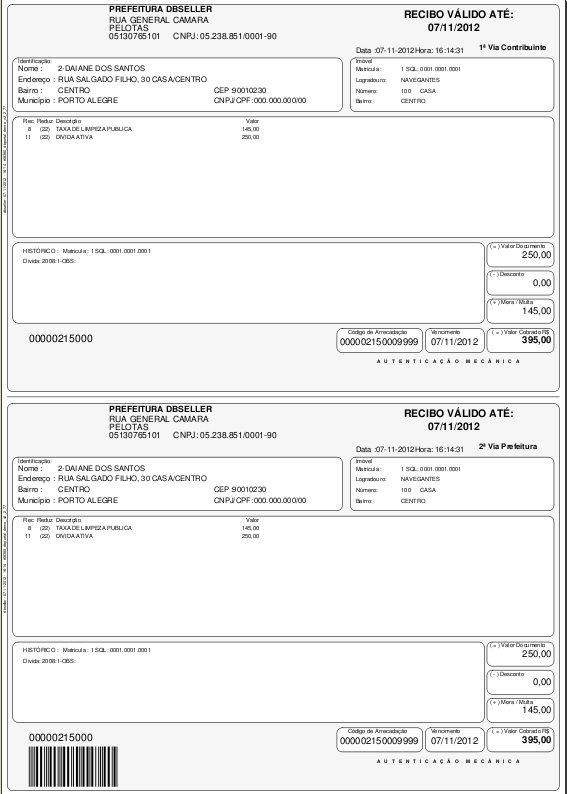 PREFEITURA DBSELLER
RUA GENERAL CAMARA
PELOTAS
05130765101 CNPJ: 05.238.851/0001-90
RECIBO VÁLIDO ATÉ:
07/11/2012
Data :07-11-2012Hora: 16:14:31 1ª Via Contribuinte
Identificação:
Nome : 2-DAIANE DOS SANTOS
Endereço : RUA SALGADO FILHO, 30 CASA/CENTRO
Bairro : CENTRO CEP :90010230
Município : PORTO ALEGRE CNPJ/CPF:000.000.000/00
Imóvel
Matrícula : 1 SQL: 0001.0001.0001
Logradouro: NAVEGANTES
Número: 100 CASA
Bairro: CENTRO
Rec Reduz Descrição Valor
8 (22) TAXA DE LIMPEZA PUBLICA 145,00
11 (22) DIVIDA ATIVA 250,00
HISTÓRICO : Matricula : 1 SQL: 0001.0001.0001
Divida: 2008:1-OBS:
( = ) Valor Documento
250,00
( - ) Desconto
0,00
( + ) Mora / Multa
145,00
00000215000
Código de Arrecadação
000002150009999
Vencimento
07/11/2012
( = ) Valor Cobrado R$
395,00
AUTENTICAÇÃO MECÂNICA
PREFEITURA DBSELLER
RUA GENERAL CAMARA
PELOTAS
05130765101 CNPJ: 05.238.851/0001-90
RECIBO VÁLIDO ATÉ:
07/11/2012
Data :07-11-2012Hora: 16:14:31 2ª Via Prefeitura
Identificação:
Nome : 2-DAIANE DOS SANTOS
Endereço : RUA SALGADO FILHO, 30 CASA/CENTRO
Bairro : CENTRO CEP :90010230
Município : PORTO ALEGRE CNPJ/CPF:000.000.000/00
Imóvel
Matrícula : 1 SQL: 0001.0001.0001
Logradouro: NAVEGANTES
Número: 100 CASA
Bairro: CENTRO
Rec Reduz Descrição Valor
8 (22) TAXA DE LIMPEZA PUBLICA 145,00
11 (22) DIVIDA ATIVA 250,00
HISTÓRICO : Matricula : 1 SQL: 0001.0001.0001
Divida: 2008:1-OBS:
( = ) Valor Documento
250,00
( - ) Desconto
0,00
( + ) Mora / Multa
145,00
00000215000
Código de Arrecadação
000002150009999
Vencimento
07/11/2012
( = ) Valor Cobrado R$
395,00
AUTENTICAÇÃO MECÂNICA